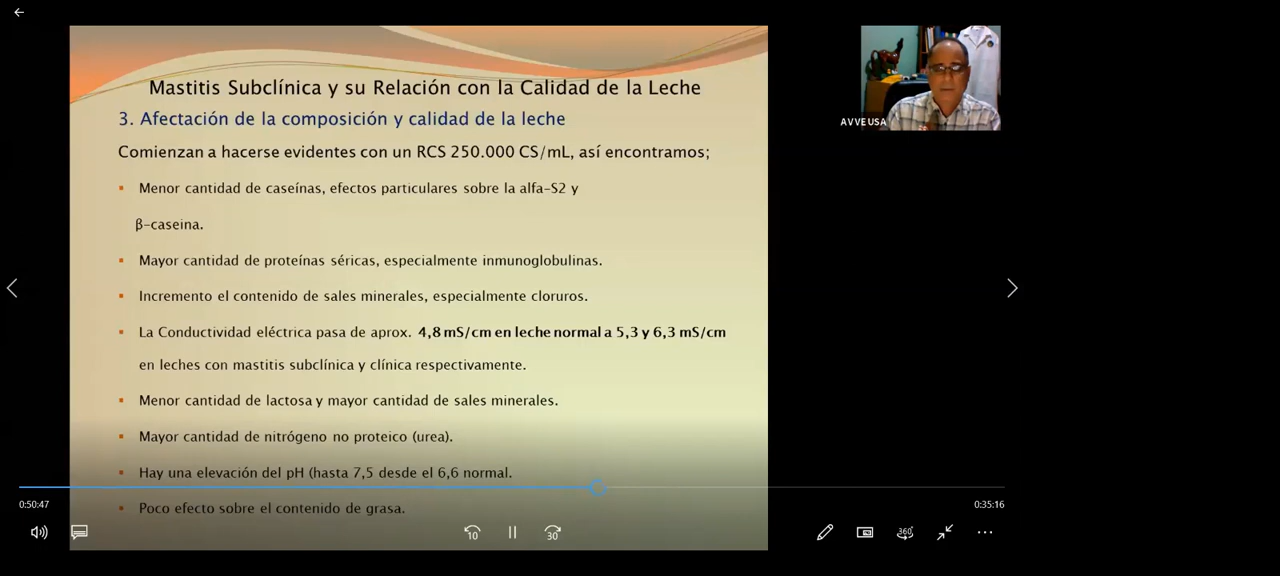 Mastitis Subclínica y su Relación con la Calidad de la Leche
3. Afectación de la composición y calidad de la leche
Comienzan a hacerse evidentes con un RCS 250.000 CS/mL, así encontramos;
▪ Menor cantidad de caseínas, efectos particulares sobre la alfa-S2 y
β-caseina.
▪ Mayor cantidad de proteínas séricas, especialmente inmunoglobulinas.
▪ Incremento el contenido de sales minerales, especialmente cloruros.
▪ La Conductividad eléctrica pasa de aprox. 4,8 mS/cm en leche normal a 5,3 y 6,3 mS/cm
en leches con mastitis subclínica y clínica respectivamente.
▪ Menor cantidad de lactosa y mayor cantidad de sales minerales.
▪ Mayor cantidad de nitrógeno no proteico (urea).
▪ Hay una elevación del pH (hasta 7,5 desde el 6,6 normal.
▪ Poco efecto sobre el contenido de grasa.
AVVEUSA
0:50:47
0:35:16
10
30
360°